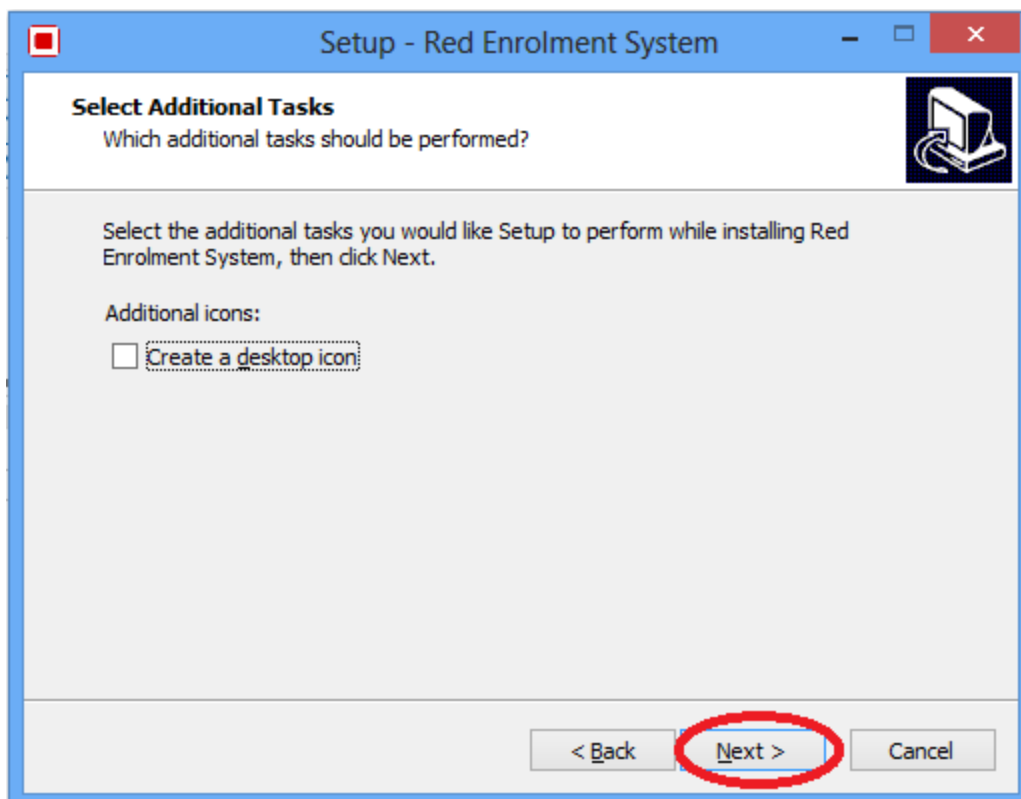 Setup - Red Enrolment System
Select Additional Tasks
Which additional tasks should be performed?
Select the additional tasks you would like Setup to perform while installing Red
Enrolment System, then click Next.
Additional icons:
Create a desktop icon
< Back Next > Cancel